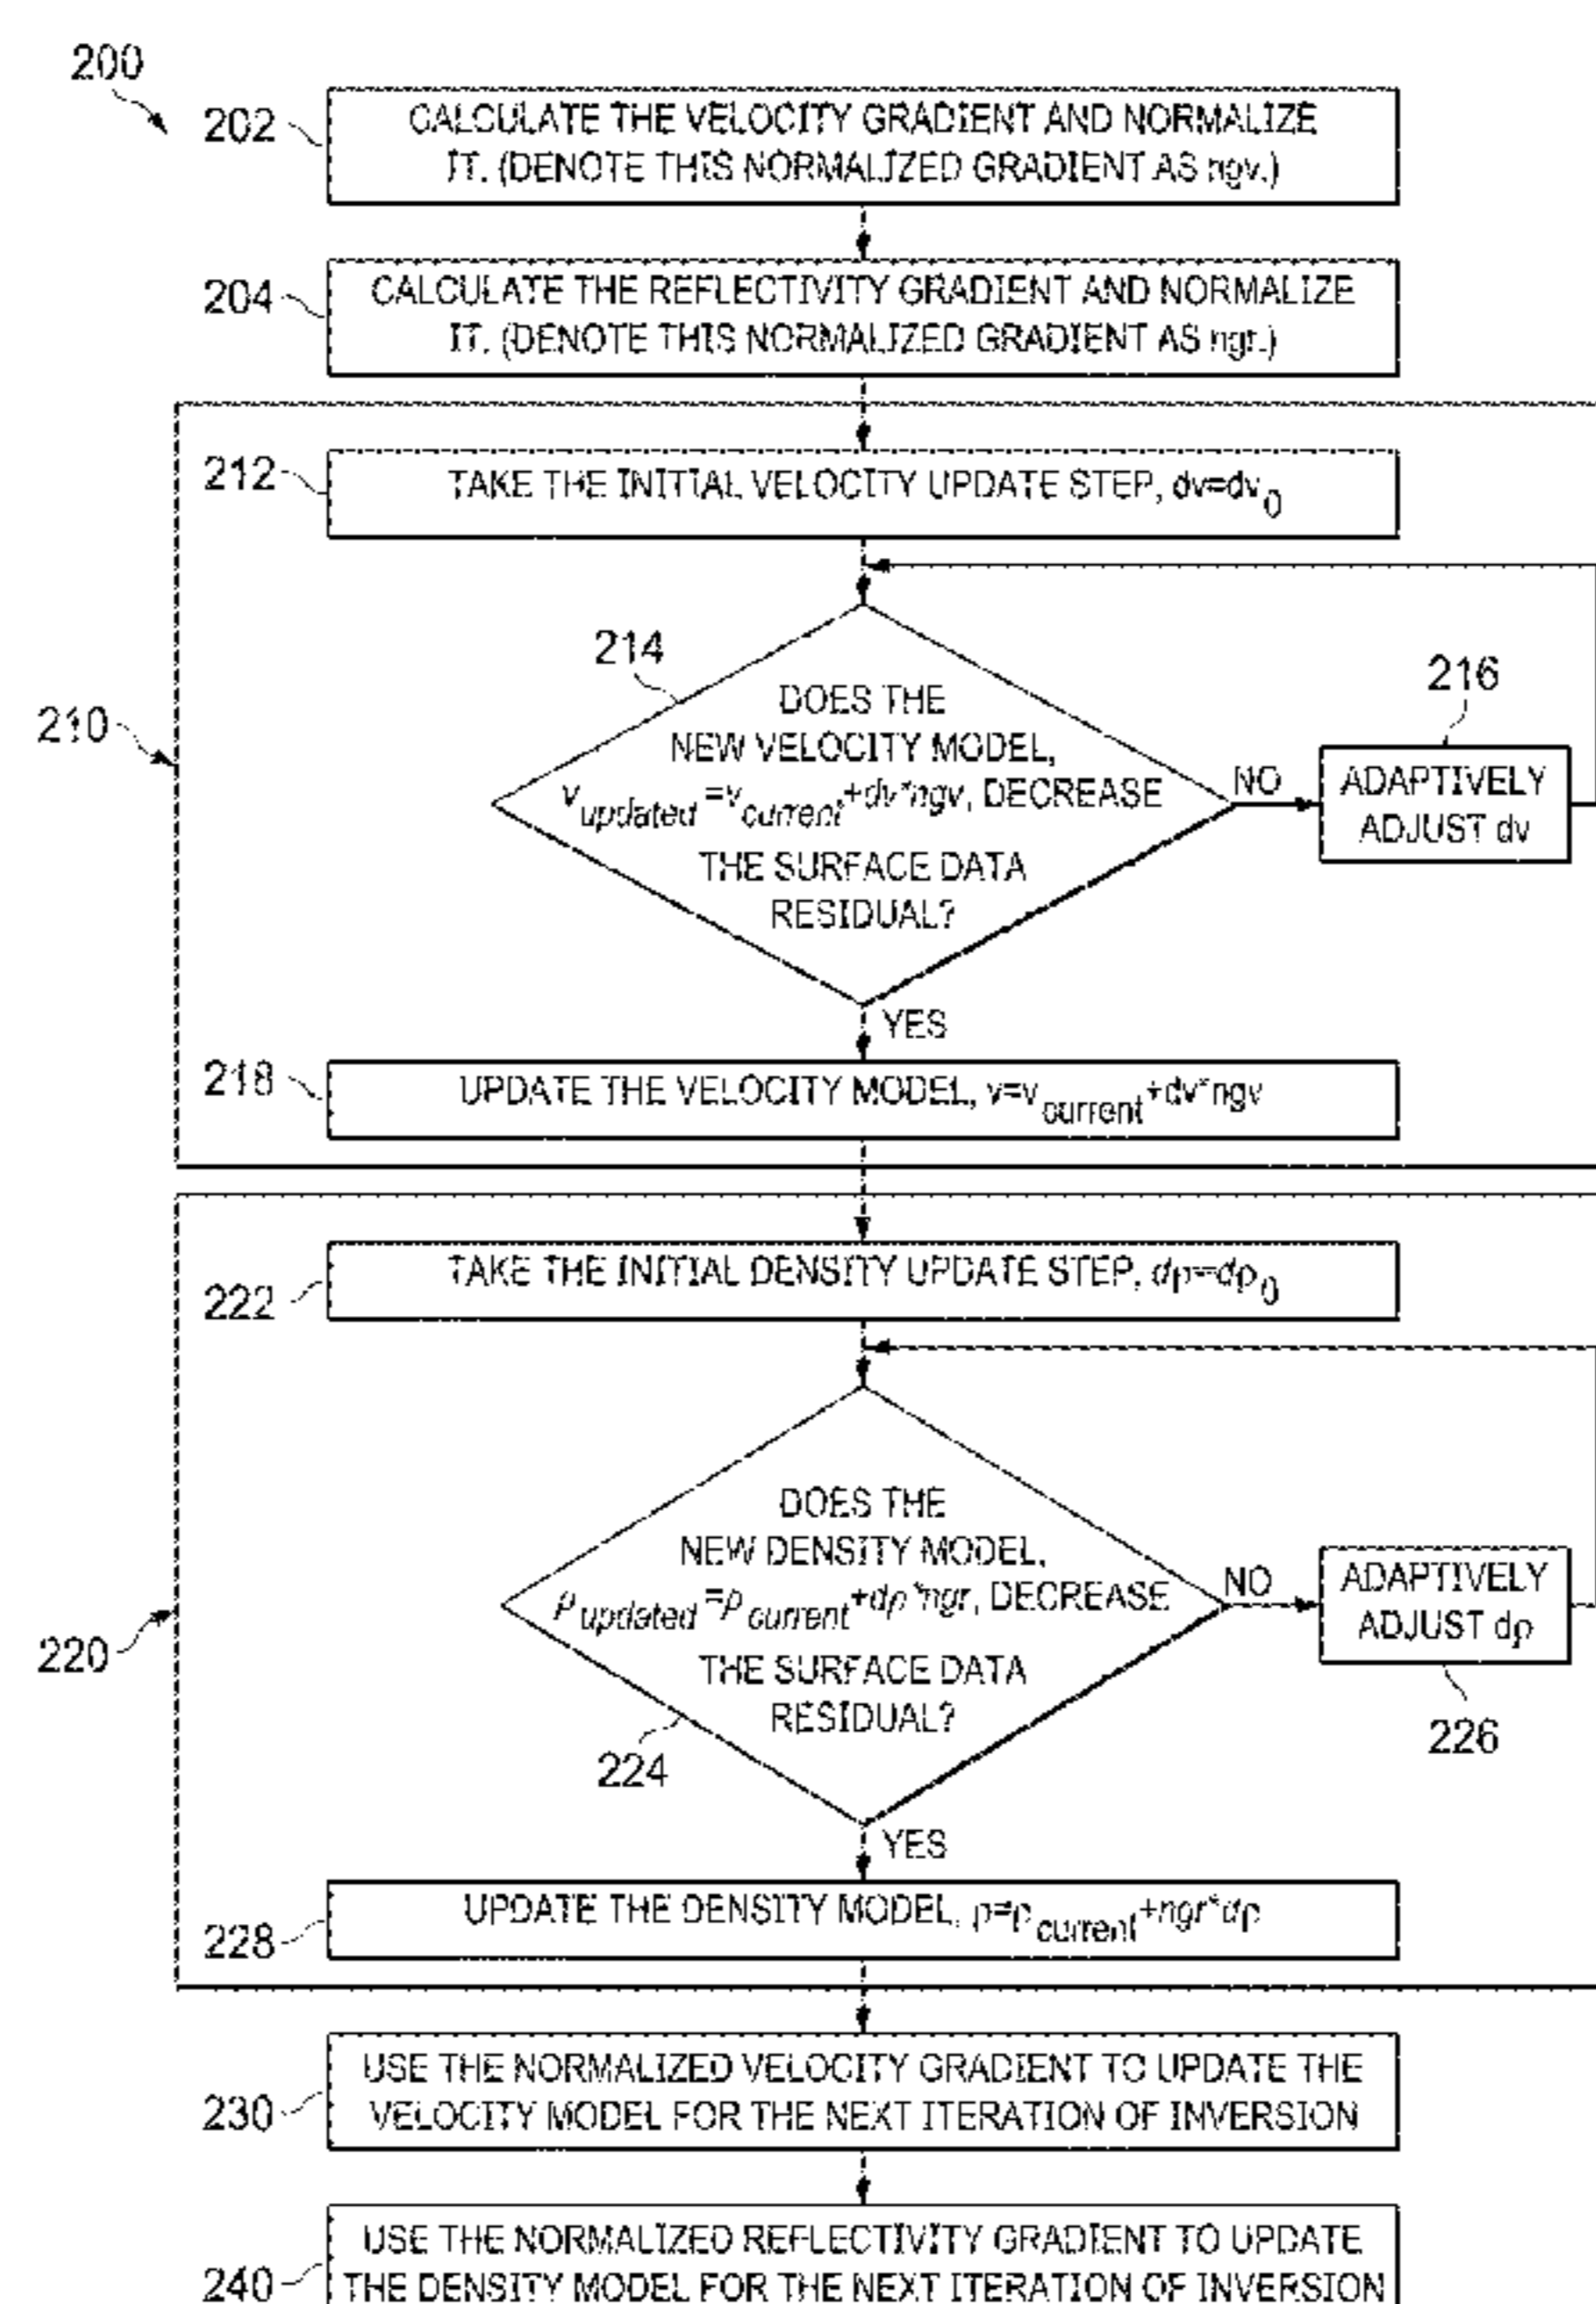 200
202
CALCULATE THE VELOCITY GRADIENT AND NORMALIZE
IT. (DENOTE THIS NORMALIZED GRADIENT AS ngv.)
204
CALCULATE THE REFLECTIVITY GRADIENT AND NORMALIZE
IT. (DENOTE THIS NORMALIZED GRADIENT AS ngr.)
210
212
TAKE THE INITIAL VELOCITY UPDATE STEP, dv=dv0
214
DOES THE
NEW VELOCITY MODEL,
vupdated=vcurrent+dv*ngv, DECREASE
THE SURFACE DATA
RESIDUAL?
NO
216
ADAPTIVELY
ADJUST dv
YES
218
UPDATE THE VELOCITY MODEL, v=vcurrent+dv*ngv
220
222
TAKE THE INITIAL DENSITY UPDATE STEP, dρ=dρ0
DOES THE
NEW DENSITY MODEL,
ρupdated=ρcurrent+dρ*ngr, DECREASE
THE SURFACE DATA
RESIDUAL?
224
NO
ADAPTIVELY
ADJUST dρ
226
YES
228
UPDATE THE DENSITY MODEL, ρ=ρcurrent+ngr*dρ
230
USE THE NORMALIZED VELOCITY GRADIENT TO UPDATE THE
VELOCITY MODEL FOR THE NEXT ITERATION OF INVERSION
240
USE THE NORMALIZED REFLECTIVITY GRADIENT TO UPDATE
THE DENSITY MODEL FOR THE NEXT ITERATION OF INVERSION